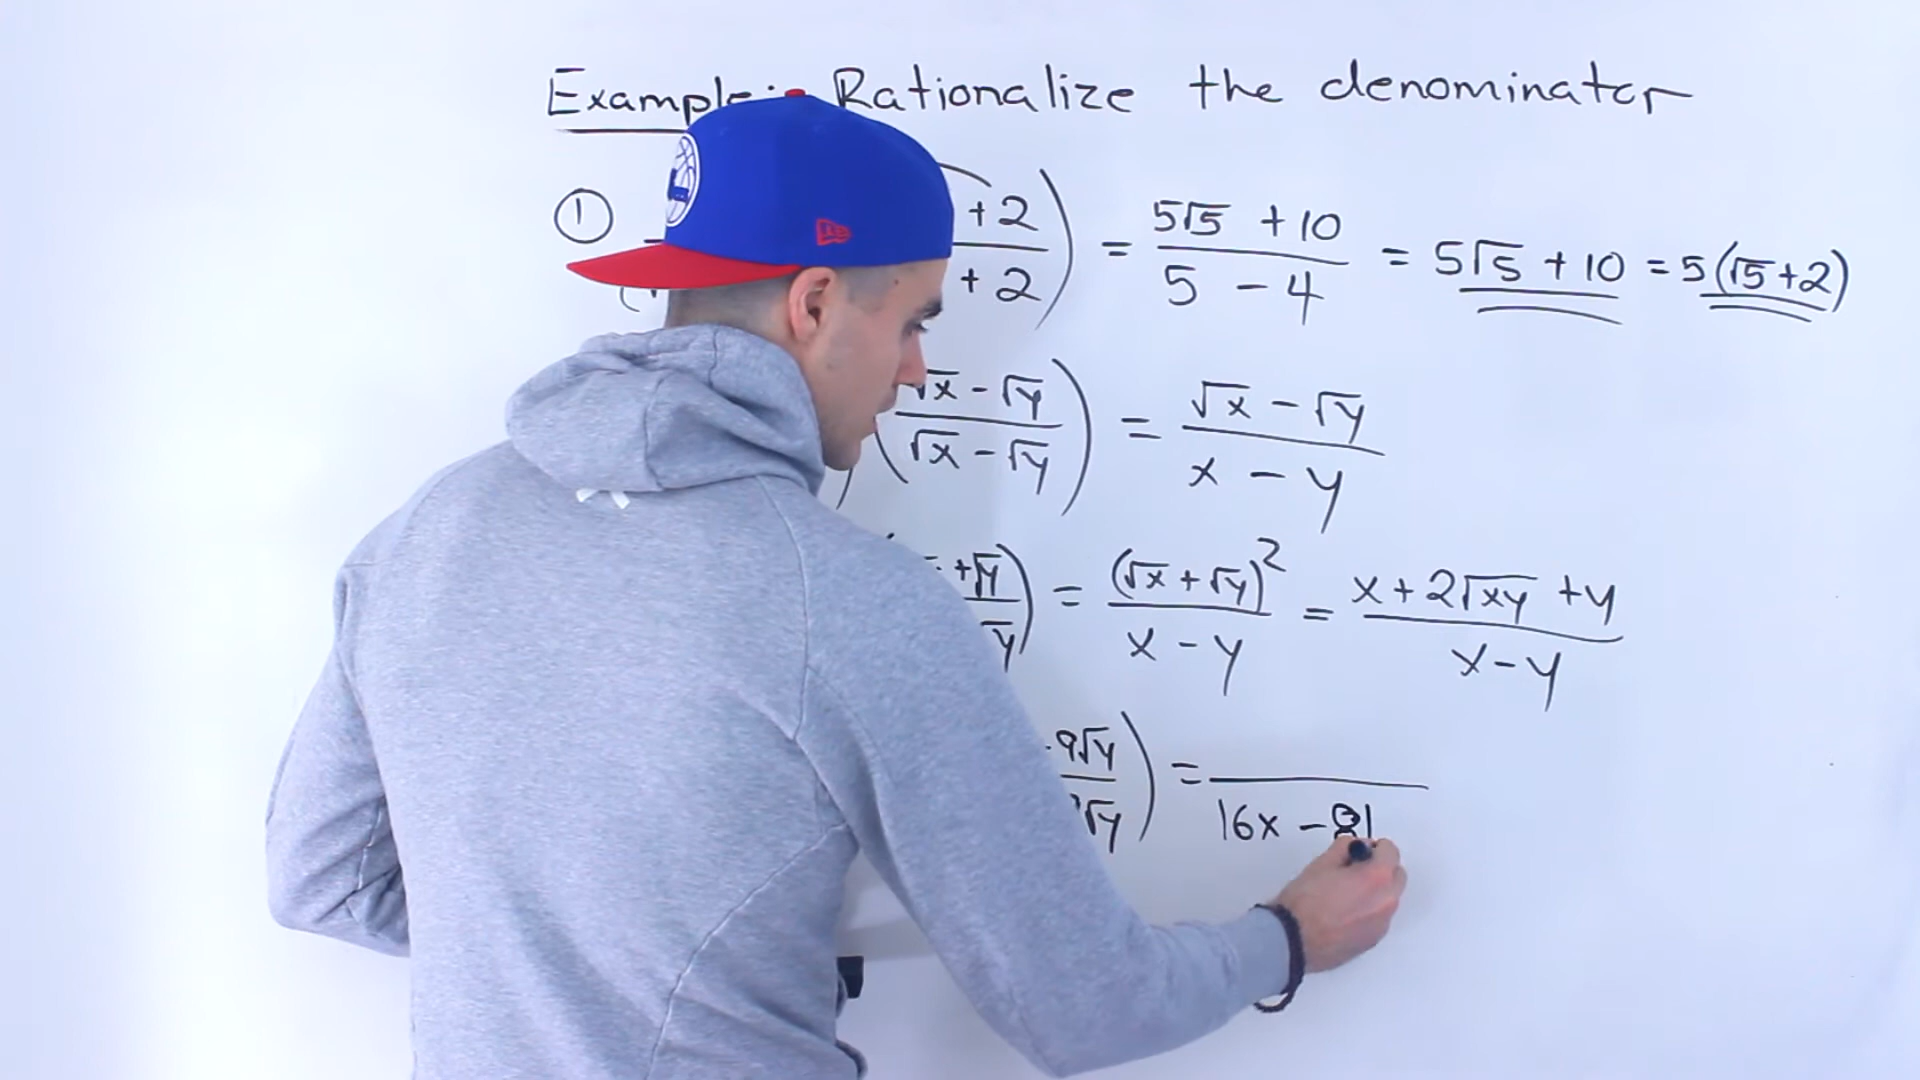 Example: Rationalize the denominator
① +2 / +2 ) = 5√5 + 10 / 5 - 4 = 5√5 + 10 = 5(√5+2)
(√x - √y / √x - √y) = √x - √y / x - y
+√y / √y ) = (√x + √y)² / x - y = x + 2√xy + y / x - y
9√y / √y ) = / 16x - 81